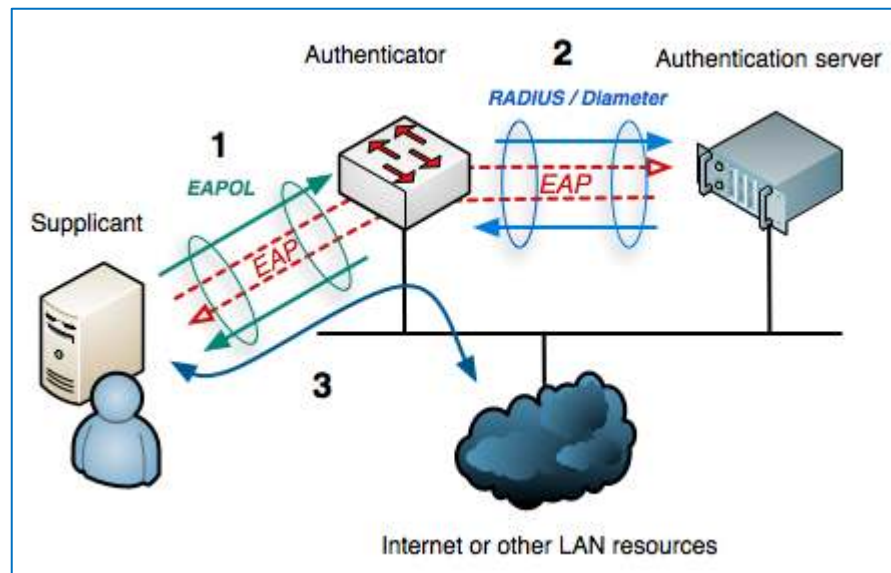 Authenticator
2
Authentication server
RADIUS / Diameter
1
EAPOL
EAP
Supplicant
EAP
3
Internet or other LAN resources